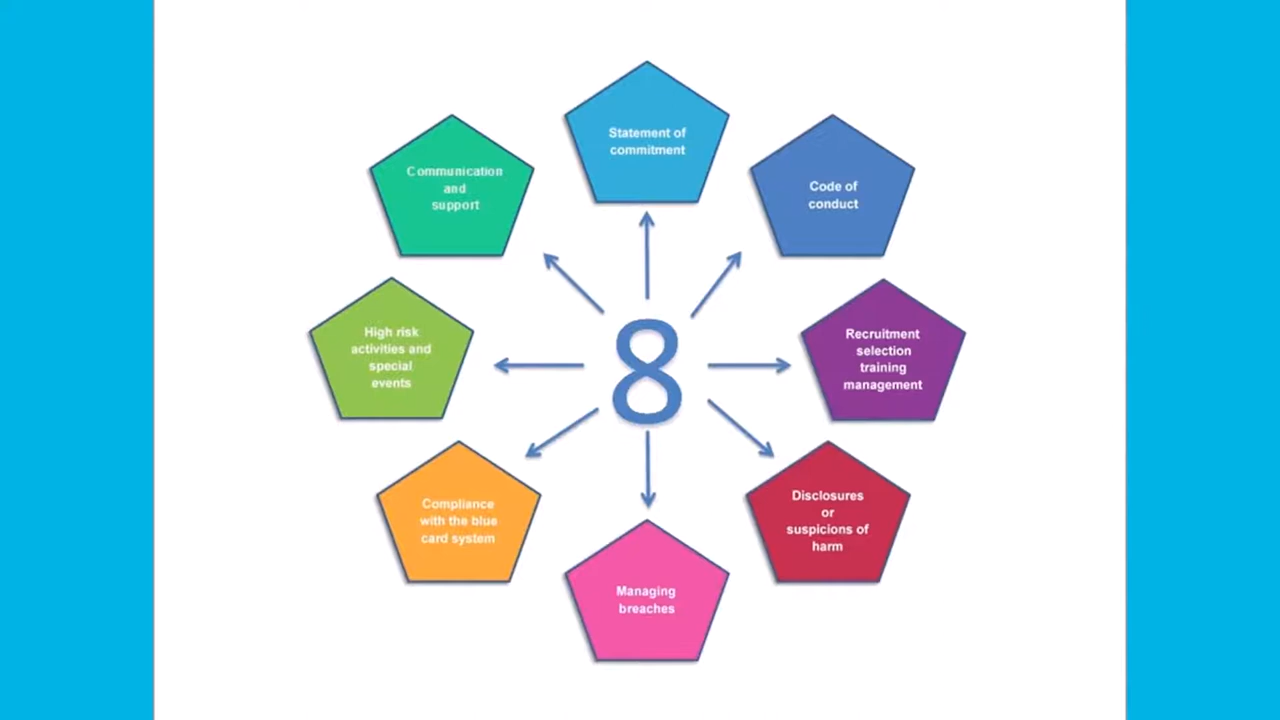 Statement of
commitment
Code of
conduct
Recruitment
selection
training
management
Disclosures
or
suspicions of
harm
Managing
breaches
Compliance
with the blue
card system
High risk
activities and
special
events
Communication
and
support
8